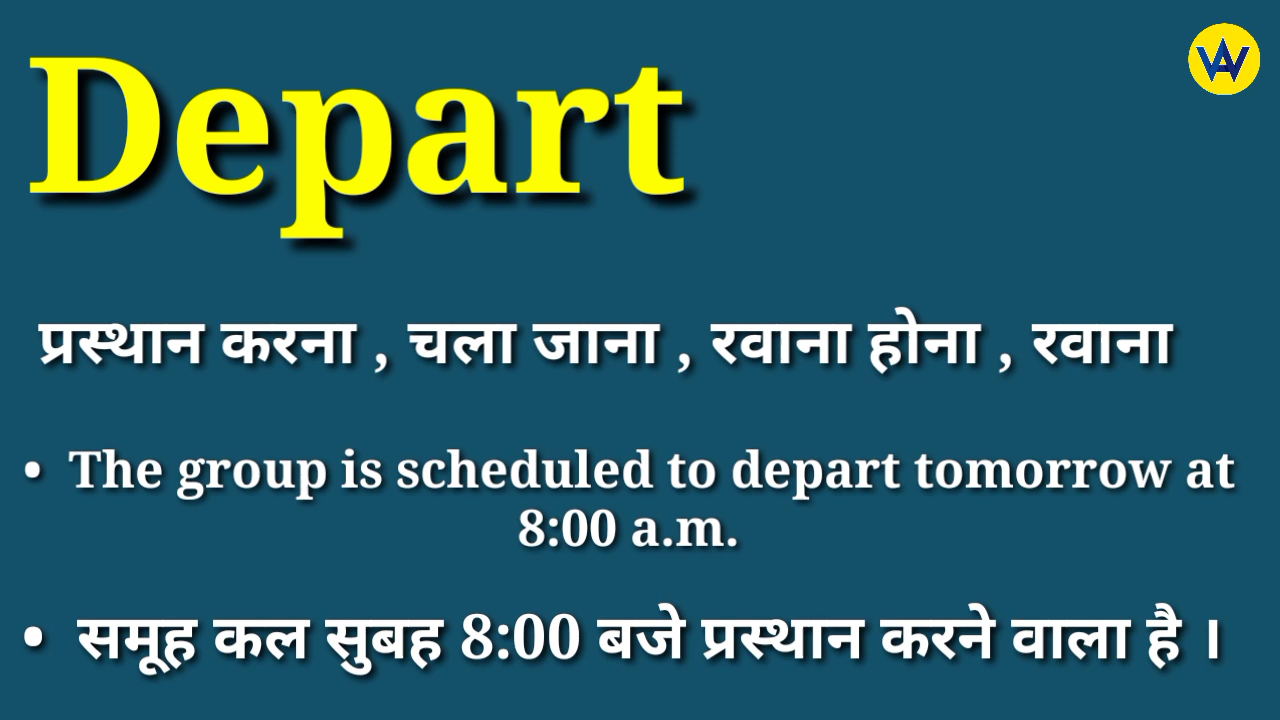 Depart
प्रस्थान करना , चला जाना , रवाना होना , रवाना
• The group is scheduled to depart tomorrow at
8:00 a.m.
• समूह कल सुबह 8:00 बजे प्रस्थान करने वाला है ।